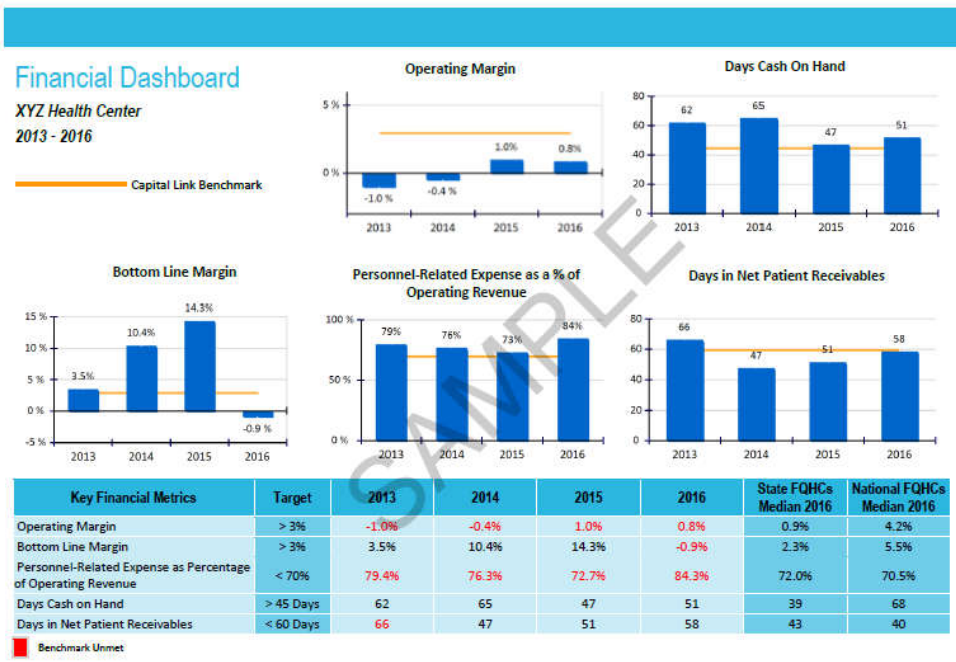 Financial Dashboard
XYZ Health Center
2013 - 2016
Capital Link Benchmark
Operating Margin
5 %
0 %
-1.0 %
-0.4 %
1.0%
0.8%
2013 2014 2015 2016
Days Cash On Hand
80
60
40
20
0
62
65
47
51
2013 2014 2015 2016
Bottom Line Margin
15 %
10 %
5 %
0 %
-5 %
3.5%
10.4%
14.3%
-0.9 %
2013 2014 2015 2016
Personnel-Related Expense as a % of
Operating Revenue
100 %
50 %
0 %
79%
76%
73%
84%
2013 2014 2015 2016
Days in Net Patient Receivables
80
60
40
20
0
66
47
51
58
2013 2014 2015 2016
SAMPLE
Key Financial Metrics Target 2013 2014 2015 2016 State FQHCs Median 2016 National FQHCs Median 2016
Operating Margin > 3% -1.0% -0.4% 1.0% 0.8% 0.9% 4.2%
Bottom Line Margin > 3% 3.5% 10.4% 14.3% -0.9% 2.3% 5.5%
Personnel-Related Expense as Percentage
of Operating Revenue < 70% 79.4% 76.3% 72.7% 84.3% 72.0% 70.5%
Days Cash on Hand > 45 Days 62 65 47 51 39 68
Days in Net Patient Receivables < 60 Days 66 47 51 58 43 40
Benchmark Unmet